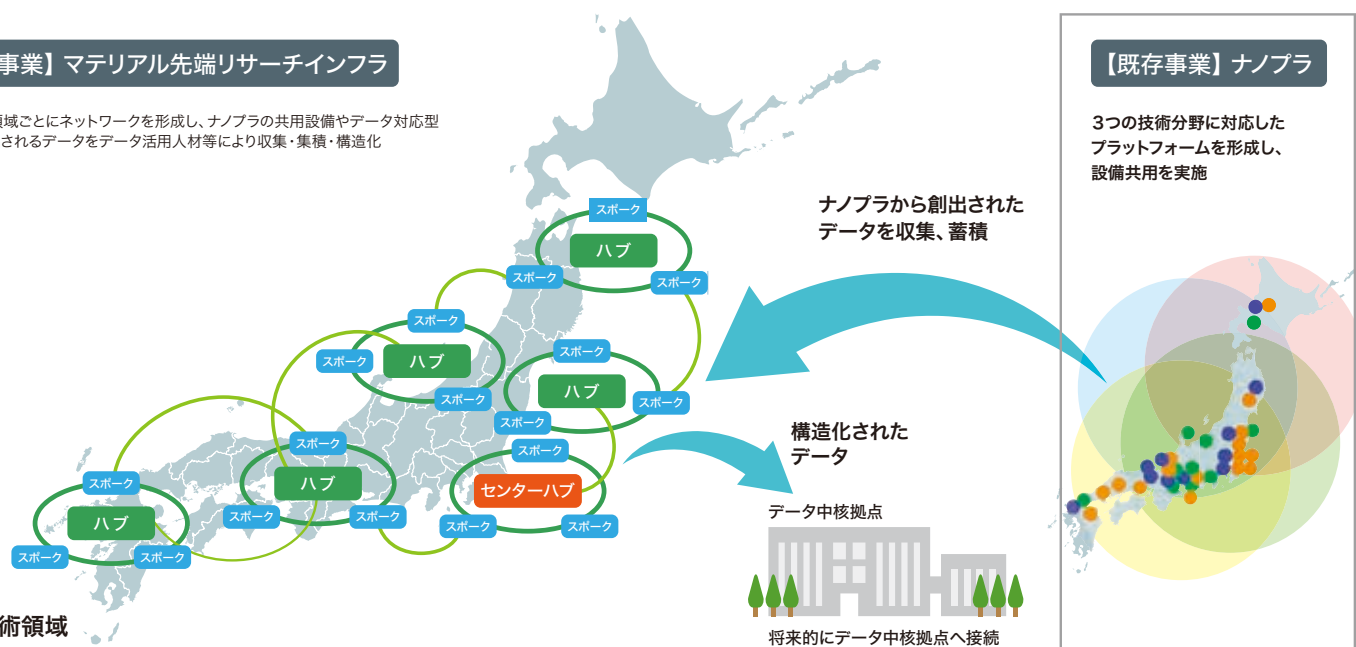 事業】マテリアル先端リサーチインフラ
域ごとにネットワークを形成し、ナノプラの共用設備やデータ対応型
されるデータをデータ活用人材等により収集・集積・構造化
【既存事業】ナノプラ
3つの技術分野に対応した
プラットフォームを形成し、
設備共用を実施
ナノプラから創出された
データを収集、蓄積
スポーク
ハブ
スポーク
スポーク
スポーク
スポーク
ハブ
スポーク
スポーク
ハブ
スポーク
スポーク
スポーク
ハブ
スポーク
スポーク
スポーク
センターハブ
スポーク
スポーク
スポーク
ハブ
スポーク
スポーク
構造化された
データ
データ中核拠点
将来的にデータ中核拠点へ接続
術領域